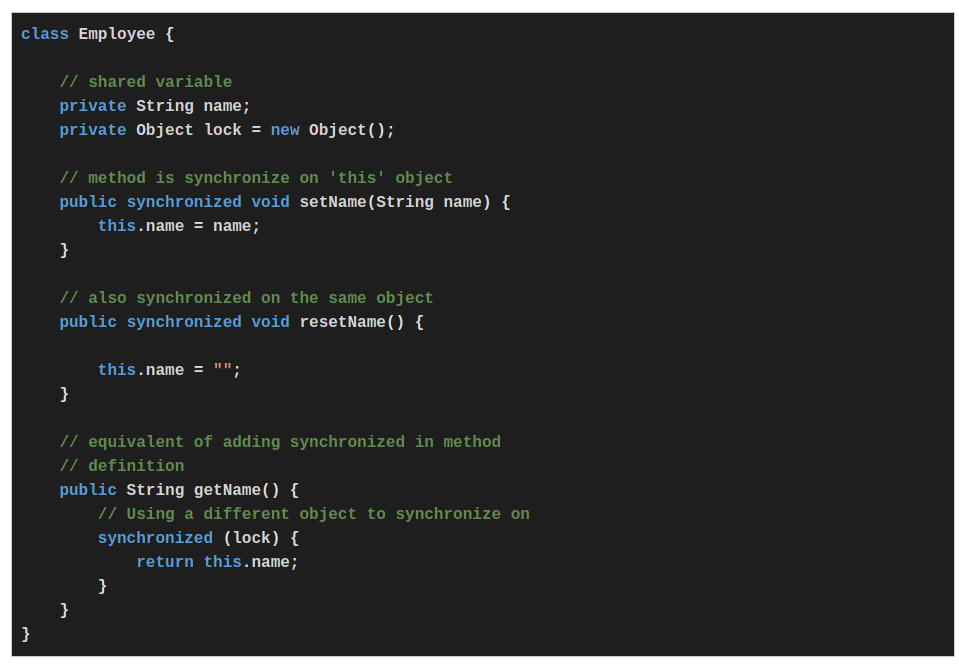 class Employee {
    // shared variable
    private String name;
    private Object lock = new Object();
    // method is synchronize on 'this' object
    public synchronized void setName(String name) {
        this.name = name;
    }
    // also synchronized on the same object
    public synchronized void resetName() {
        this.name = "";
    }
    // equivalent of adding synchronized in method
    // definition
    public String getName() {
        // Using a different object to synchronize on
        synchronized (lock) {
            return this.name;
        }
    }
}